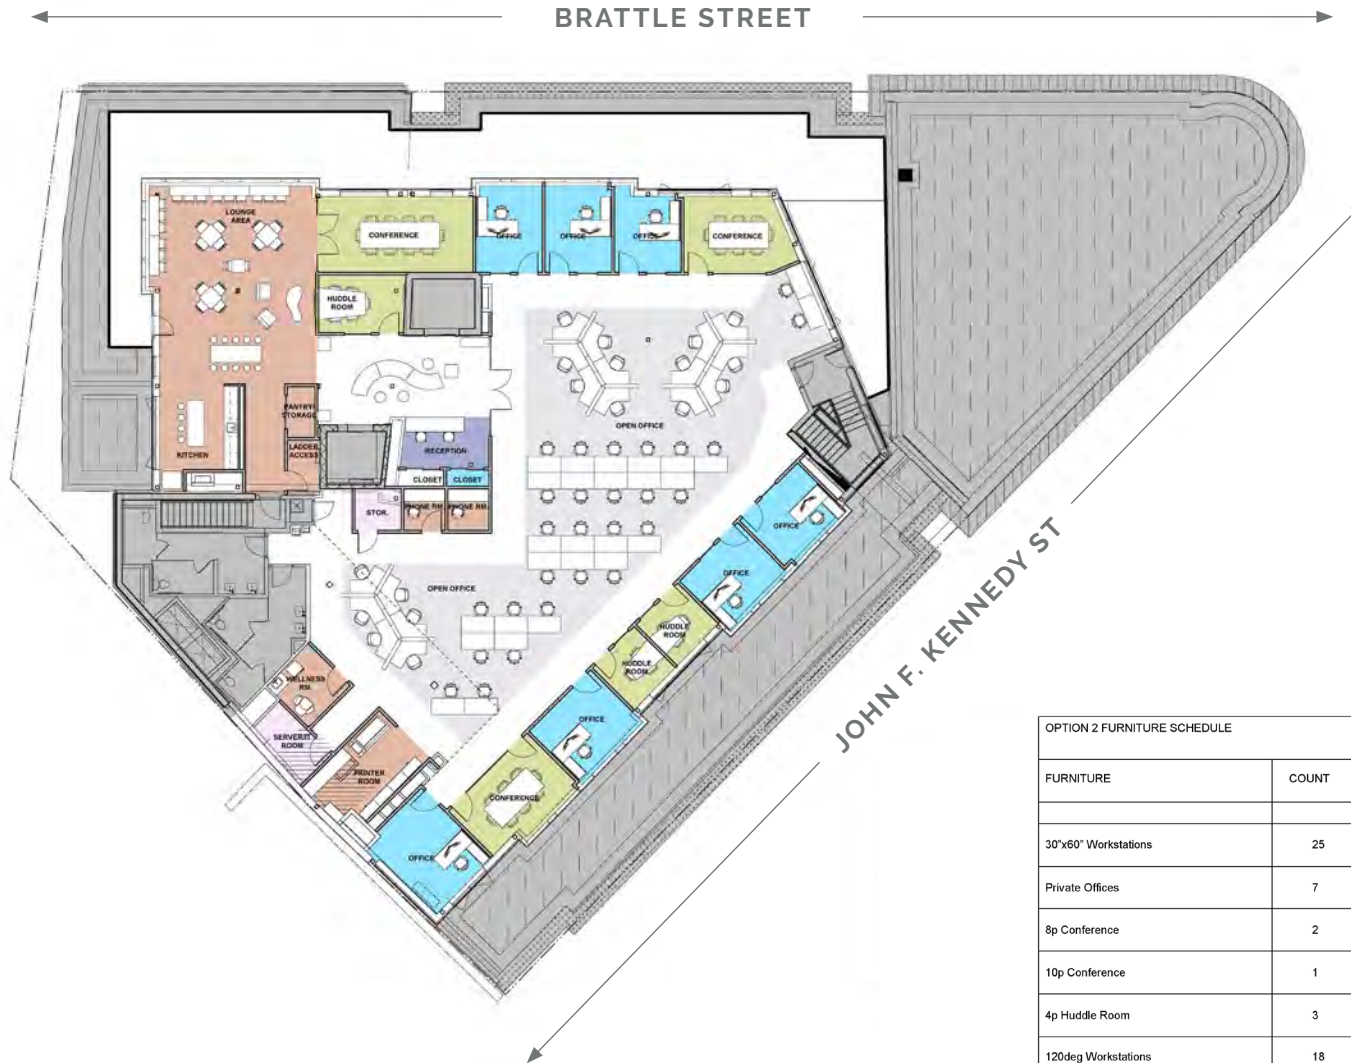 BRATTLE STREET
LOUNGE
AREA
CONFERENCE
OFFICE
OFFICE
OFFICE
CONFERENCE
HUDDLE
ROOM
PANTRY/
STORAGE
OPEN OFFICE
KITCHEN
LADDER
ACCESS
RECEPTION
CLOSET
CLOSET
STOR.
PHONE RM.
PHONE RM.
OFFICE
OFFICE
OPEN OFFICE
HUDDLE
ROOM
HUDDLE
ROOM
WELLNESS
RM.
OFFICE
SERVER/IT
ROOM
PRINTER
ROOM
CONFERENCE
OFFICE
JOHN F. KENNEDY ST
OPTION 2 FURNITURE SCHEDULE
FURNITURE COUNT
30"x60" Workstations 25
Private Offices 7
8p Conference 2
10p Conference 1
4p Huddle Room 3
120deg Workstations 18